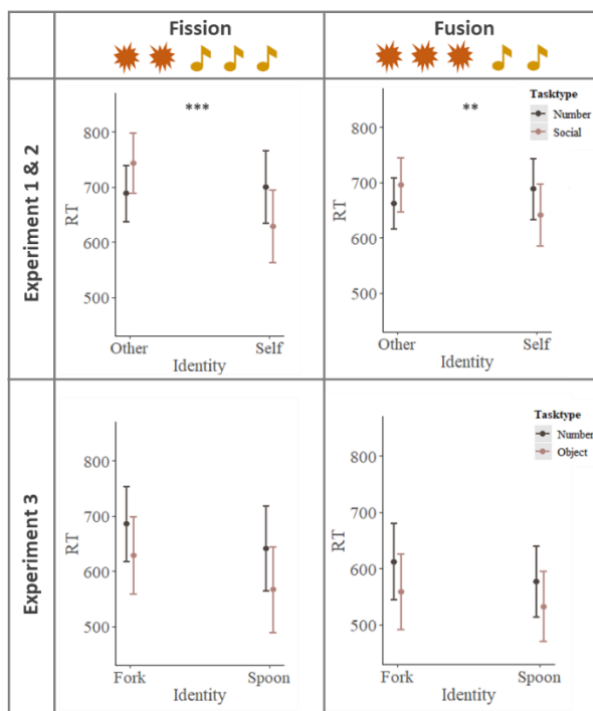 Fission
Fusion
Experiment 1 & 2
***
800
700
600
500
RT
Other
Self
Identity
**
Tasktype
Number
Social
800
700
600
500
RT
Other
Self
Identity
Experiment 3
800
700
600
500
RT
Fork
Spoon
Identity
Tasktype
Number
Object
800
700
600
500
RT
Fork
Spoon
Identity